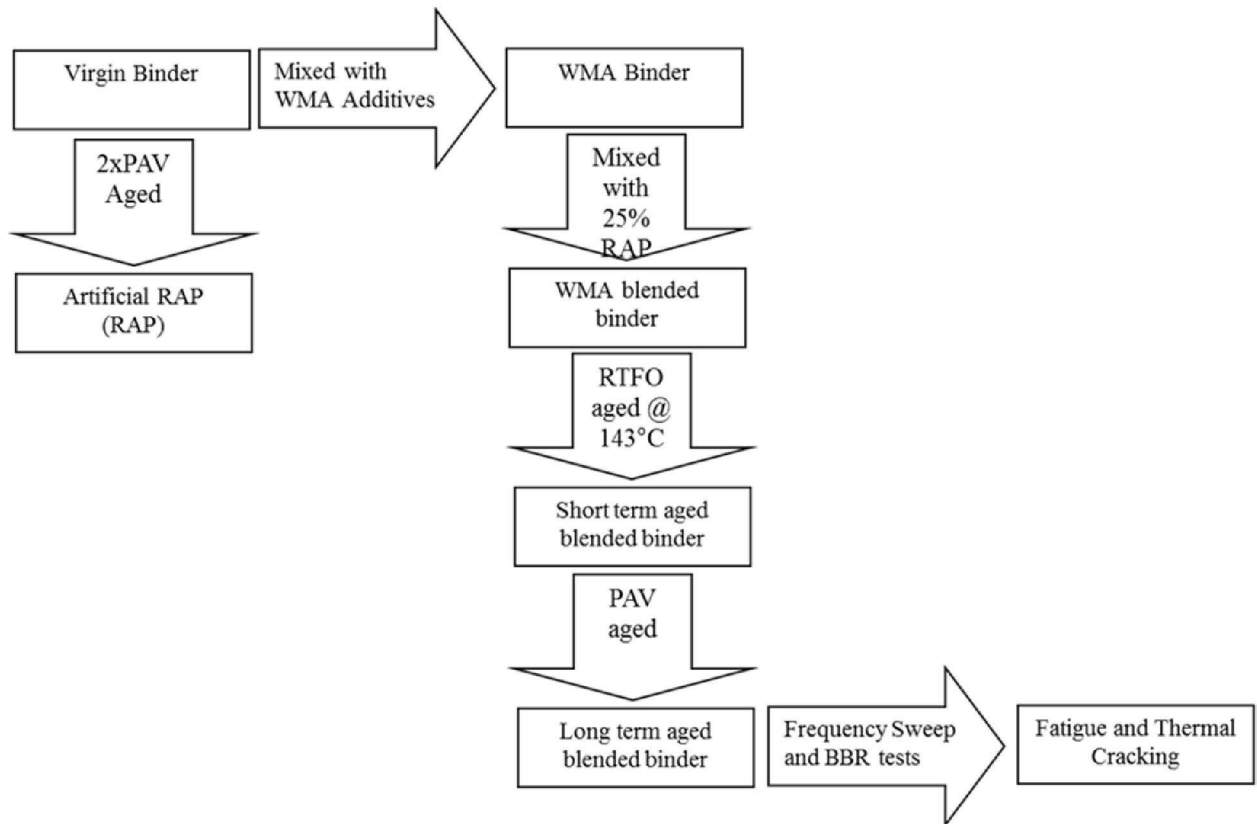 Virgin Binder
Mixed with
WMA Additives
WMA Binder
2xPAV
Aged
Mixed
with
25%
RAP
Artificial RAP
(RAP)
WMA blended
binder
RTFO
aged @
143°C
Short term aged
blended binder
PAV
aged
Long term aged
blended binder
Frequency Sweep
and BBR tests
Fatigue and Thermal
Cracking